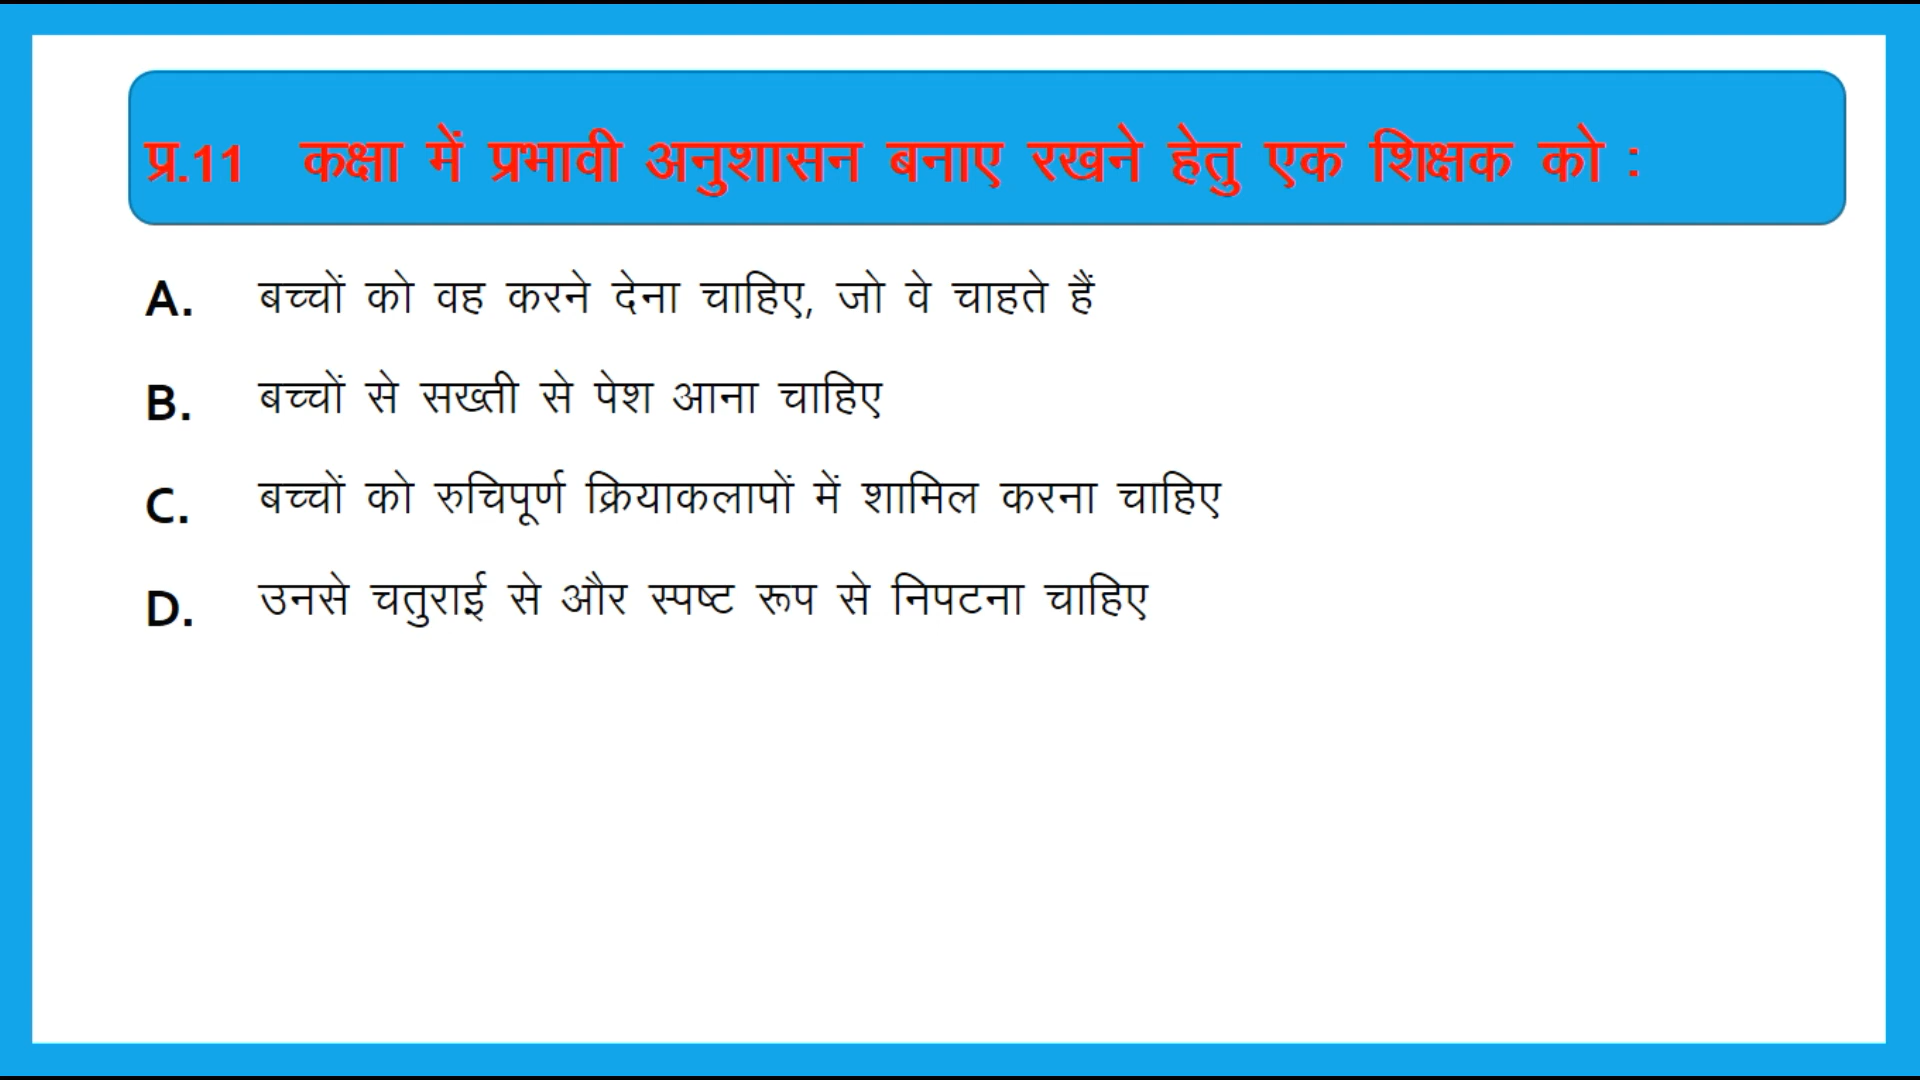 प्र.11 कक्षा में प्रभावी अनुशासन बनाए रखने हेतु एक शिक्षक को :
A. बच्चों को वह करने देना चाहिए, जो वे चाहते हैं
B. बच्चों से सख्ती से पेश आना चाहिए
C. बच्चों को रुचिपूर्ण क्रियाकलापों में शामिल करना चाहिए
D. उनसे चतुराई से और स्पष्ट रूप से निपटना चाहिए